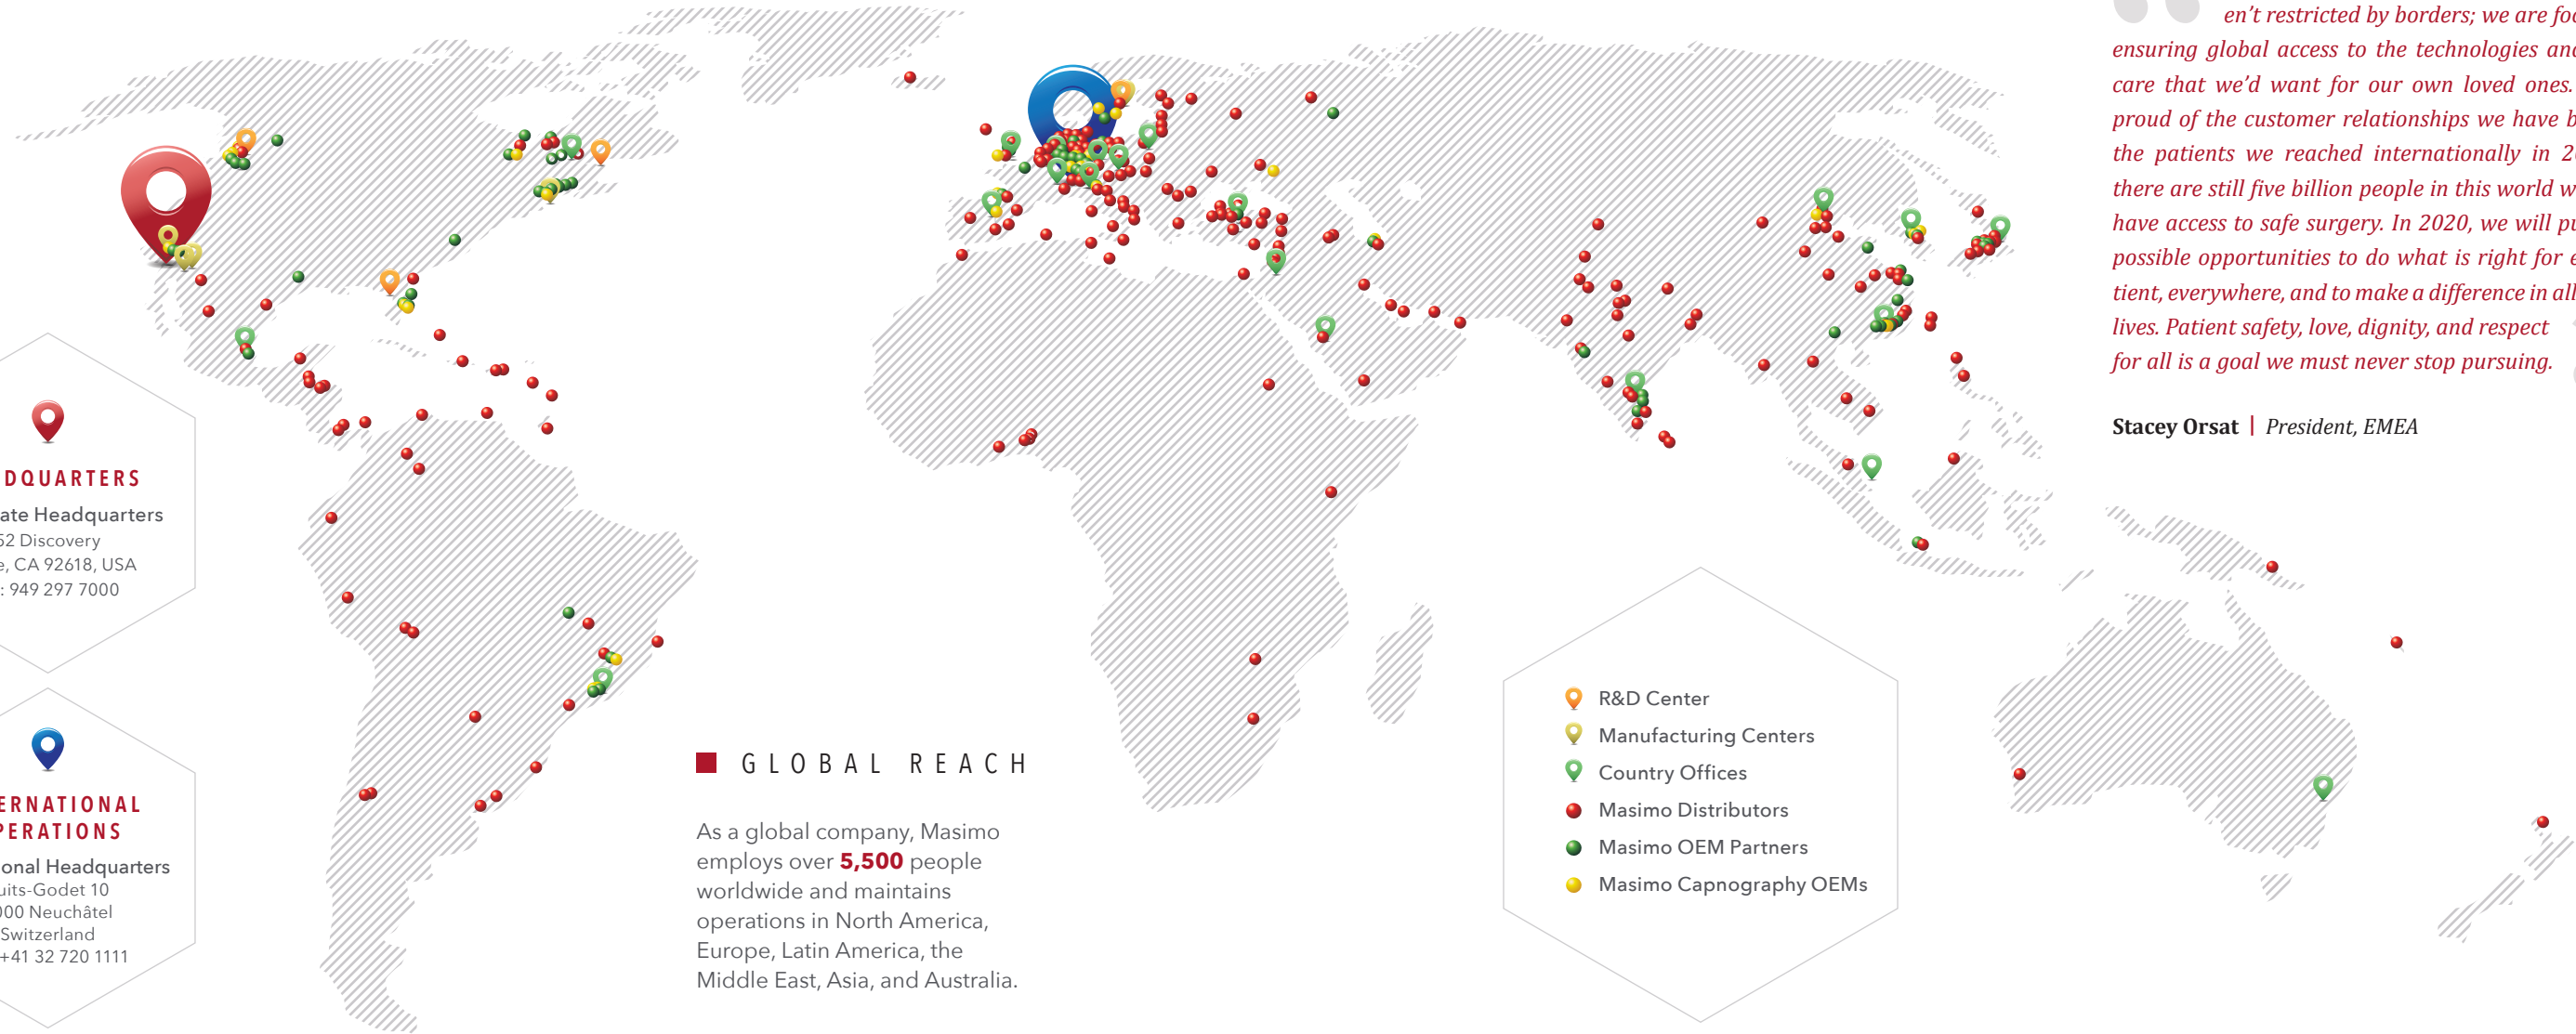 DQUARTERS
ate Headquarters
52 Discovery
e, CA 92618, USA
: 949 297 7000
ERNATIONAL
PERATIONS
onal Headquarters
uits-Godet 10
000 Neuchâtel
Switzerland
+41 32 720 1111
GLOBAL REACH
As a global company, Masimo
employs over 5,500 people
worldwide and maintains
operations in North America,
Europe, Latin America, the
Middle East, Asia, and Australia.
R&D Center
Manufacturing Centers
Country Offices
Masimo Distributors
Masimo OEM Partners
Masimo Capnography OEMs
en't restricted by borders; we are foc
ensuring global access to the technologies and
care that we'd want for our own loved ones.
proud of the customer relationships we have b
the patients we reached internationally in 20
there are still five billion people in this world w
have access to safe surgery. In 2020, we will pu
possible opportunities to do what is right for e
tient, everywhere, and to make a difference in all
lives. Patient safety, love, dignity, and respect
for all is a goal we must never stop pursuing.
Stacey Orsat | President, EMEA